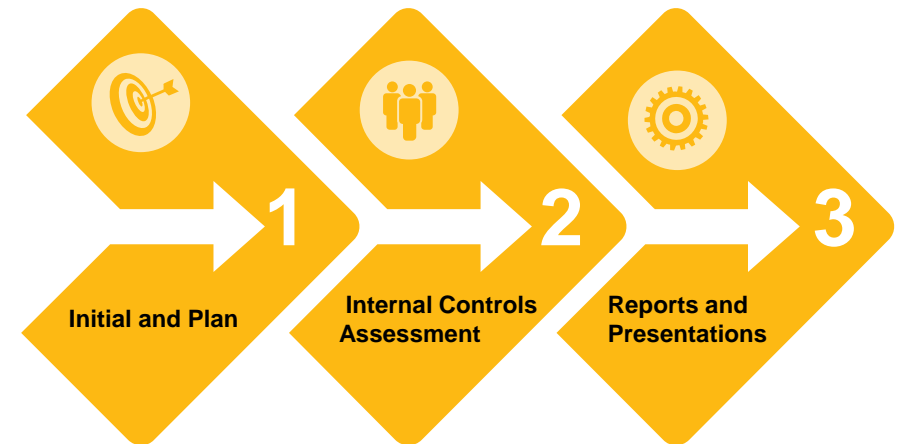 1
Initial and Plan
2
Internal Controls
Assessment
3
Reports and
Presentations